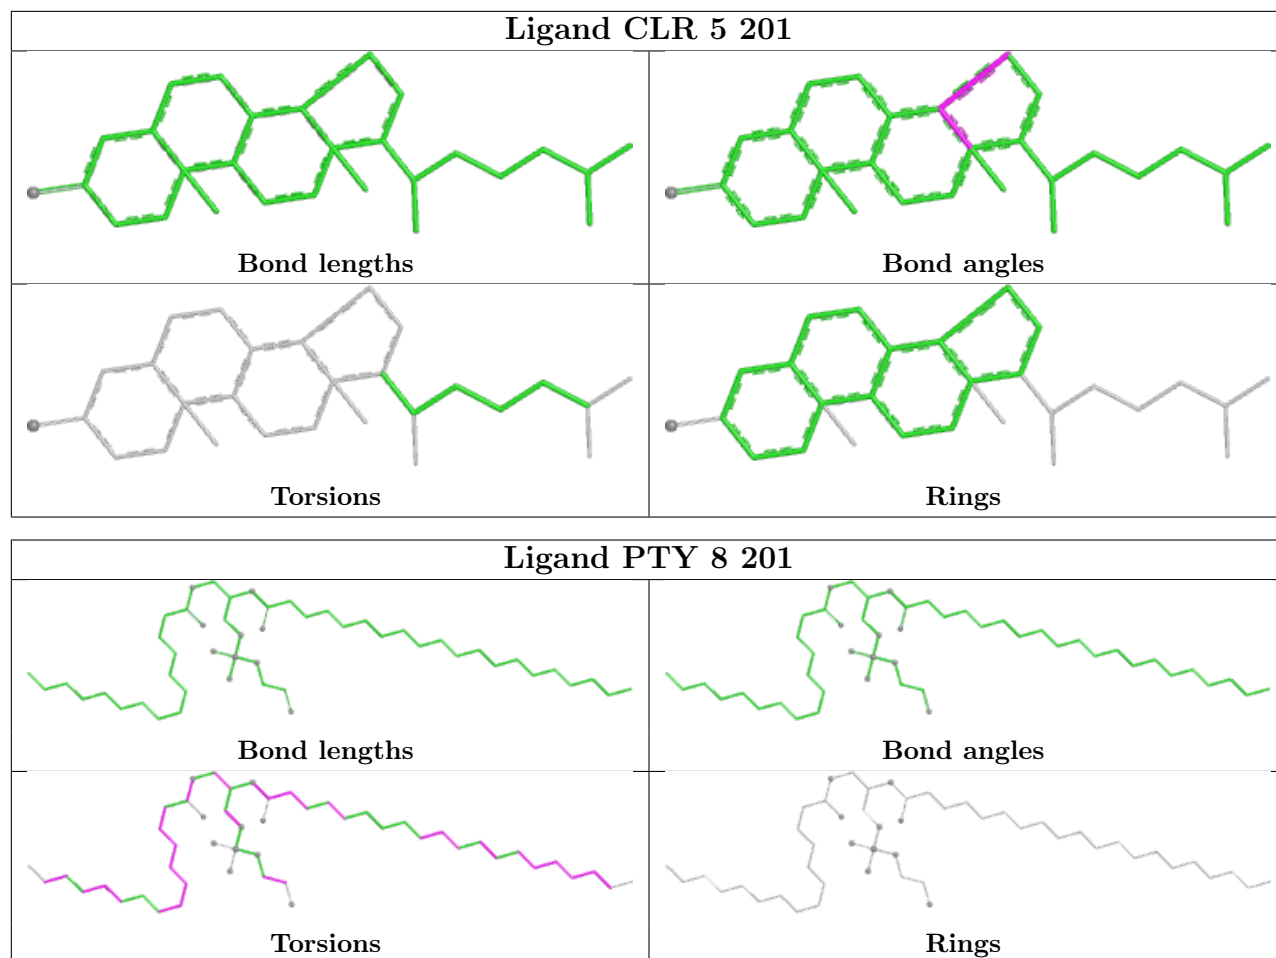 Ligand CLR 5 201
Bond lengths
Bond angles
Torsions
Rings
Ligand PTY 8 201
Bond lengths
Bond angles
Torsions
Rings